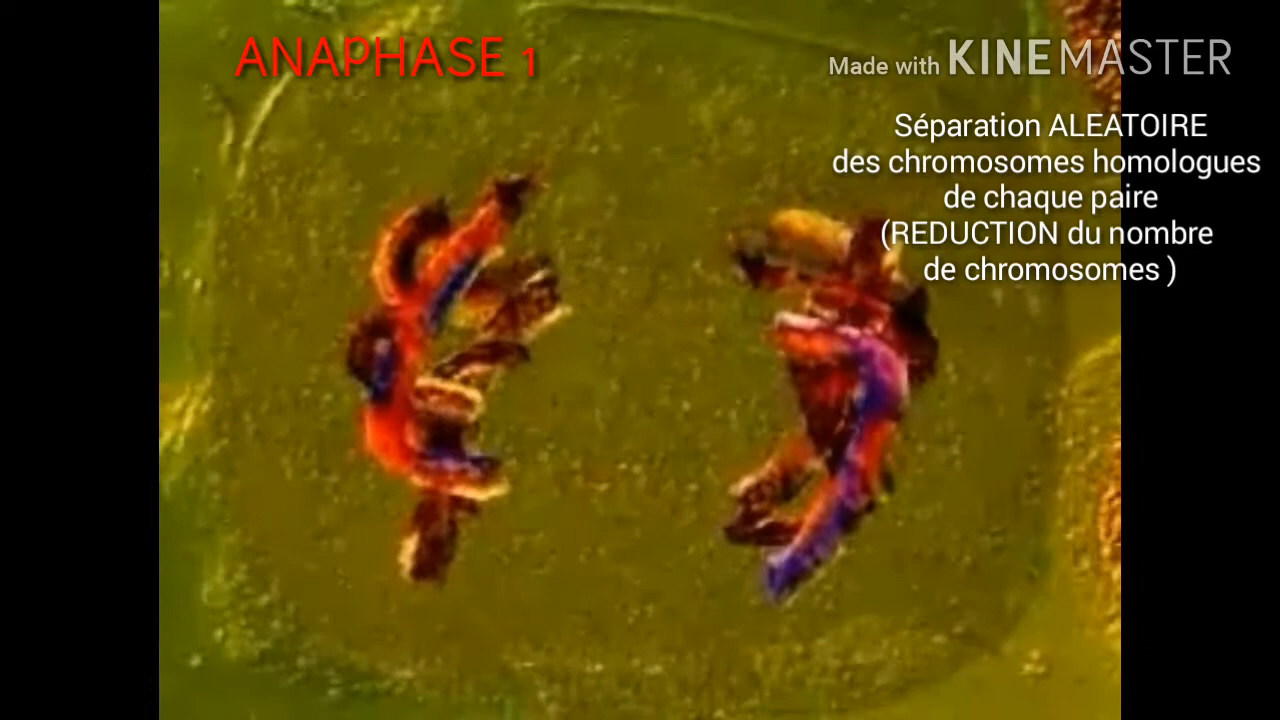 ANAPHASE 1
Made with KINEMASTER
Séparation ALEATOIRE
des chromosomes homologues
de chaque paire
(REDUCTION du nombre
de chromosomes )